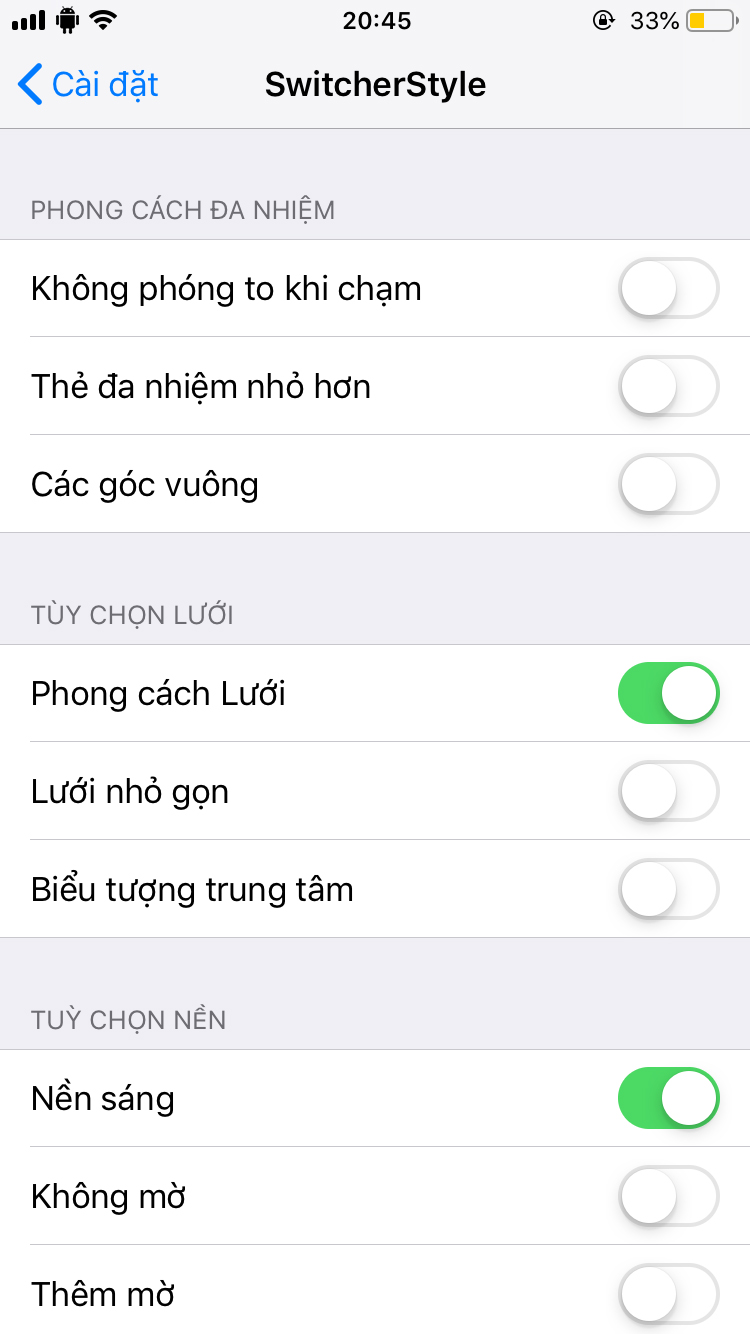 20:45
33%
Cài đặt
SwitcherStyle
PHONG CÁCH ĐA NHIỆM
Không phóng to khi chạm
Thẻ đa nhiệm nhỏ hơn
Các góc vuông
TÙY CHỌN LƯỚI
Phong cách Lưới
Lưới nhỏ gọn
Biểu tượng trung tâm
TUỲ CHỌN NỀN
Nền sáng
Không mờ
Thêm mờ